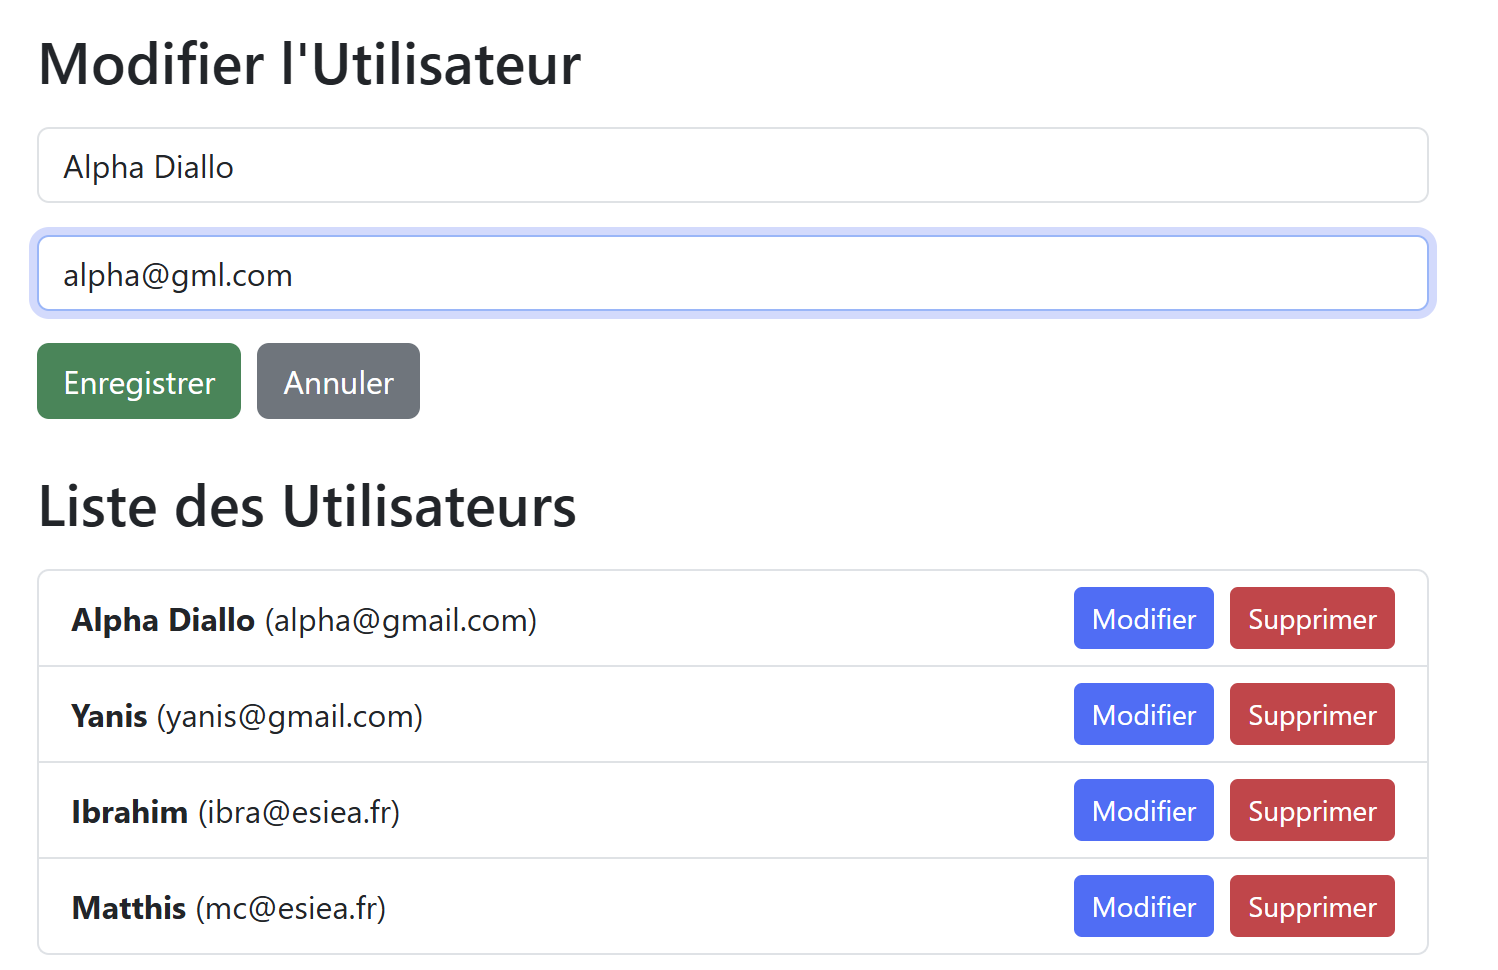 Modifier l'Utilisateur
Alpha Diallo
alpha@gml.com
Enregistrer Annuler
Liste des Utilisateurs
Alpha Diallo (alpha@gmail.com) Modifier Supprimer
Yanis (yanis@gmail.com) Modifier Supprimer
Ibrahim (ibra@esiea.fr) Modifier Supprimer
Matthis (mc@esiea.fr) Modifier Supprimer